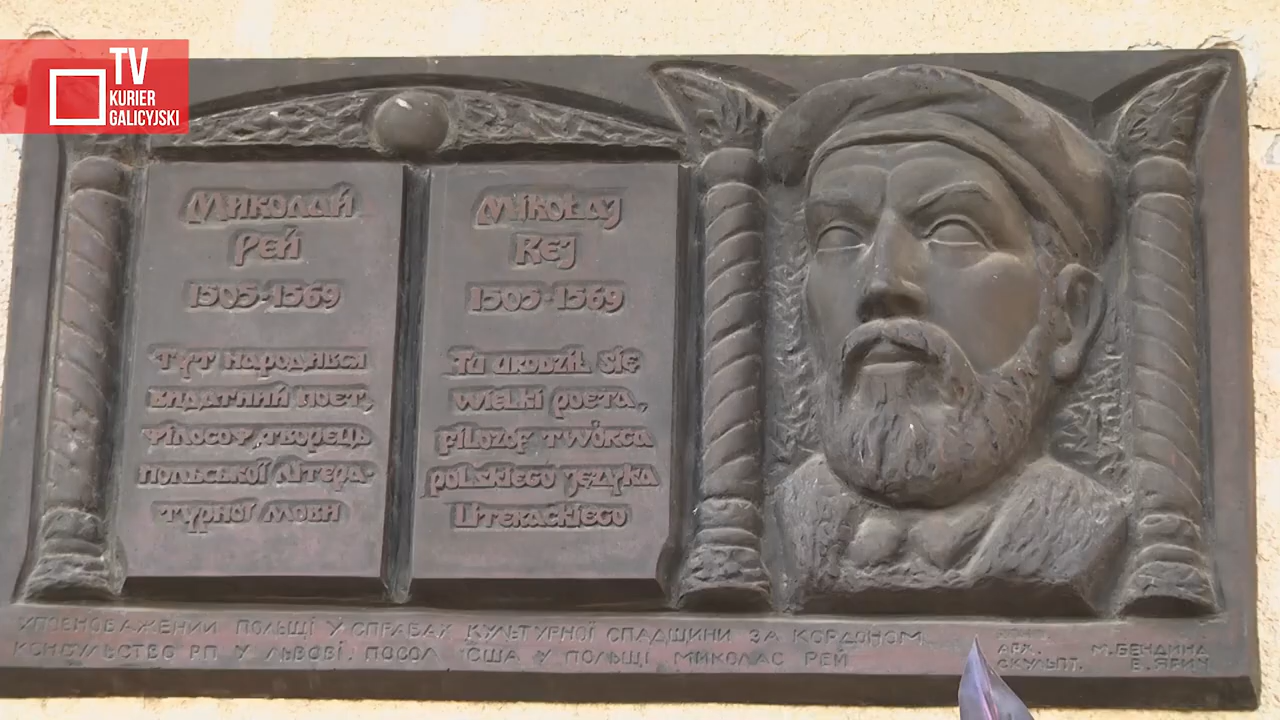 TV
KURIER
GALICYJSKI
Миколай
Рей
1505-1569
Тут народився
видатний поет,
філософ, творець
польської літера-
турної мови
Mikołaj
Rej
1505-1569
Tu urodził się
wielki poeta,
filozof twórca
polskiego języka
literackiego
УПОВНОВАЖЕНИЙ ПОЛЬЩІ У СПРАВАХ КУЛЬТУРНОЇ СПАДЩИНИ ЗА КОРДОНОМ
КОНСУЛЬСТВО РП У ЛЬВОВІ. ПОСОЛ США У ПОЛЬЩІ МИКОЛАС РЕЙ
АРХ. М.БЕНДИНА
СКУЛЬПТ. Е.ЯРИЧ